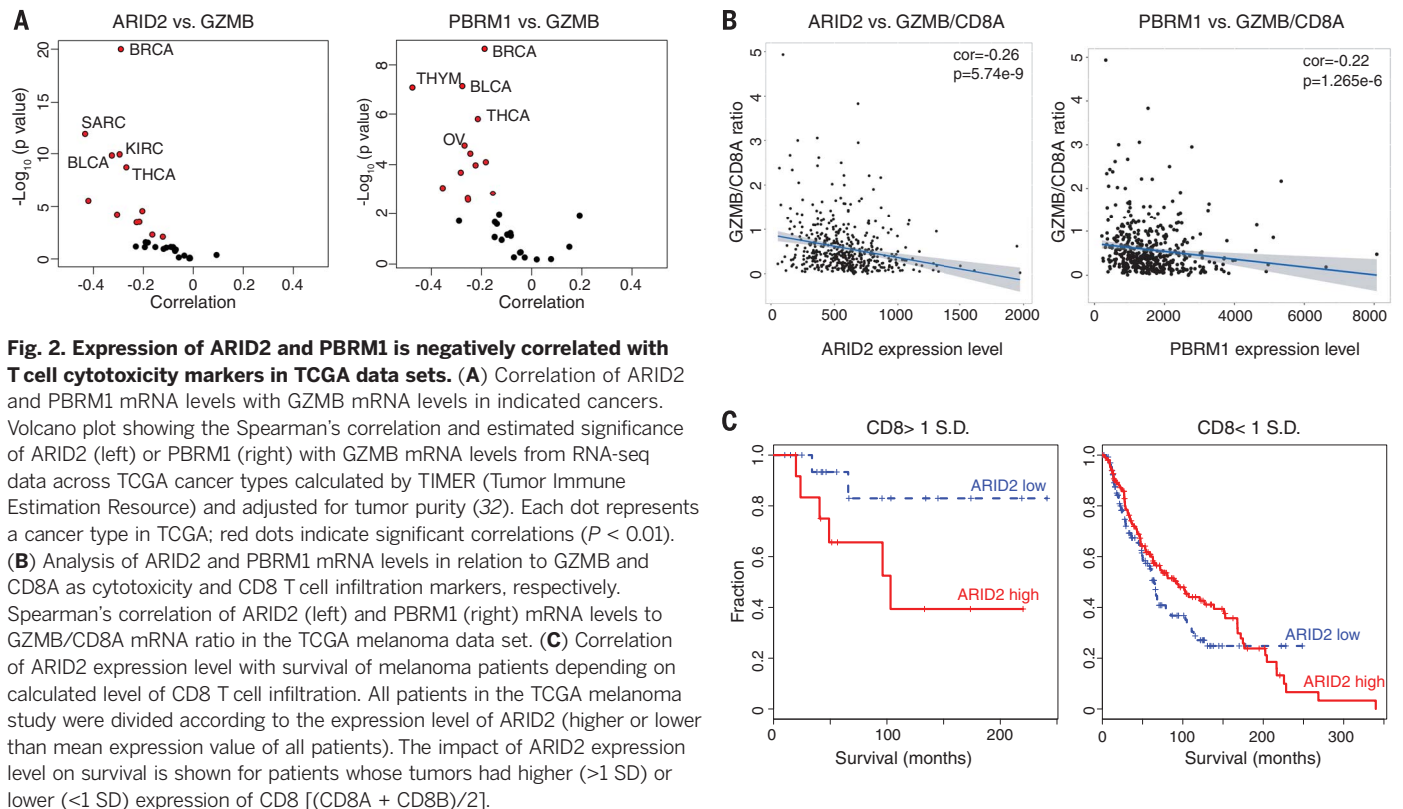 A
ARID2 vs. GZMB
20
15
10
5
0
-Log10 (p value)
BRCA
SARC
KIRC
BLCA
THCA
-0.4
-0.2
0
0.2
0.4
Correlation
PBRM1 vs. GZMB
8
6
4
2
0
-Log10 (p value)
BRCA
THYM
BLCA
THCA
OV
-0.4
-0.2
0
0.2
0.4
Correlation
B
ARID2 vs. GZMB/CD8A
cor=-0.26
p=5.74e-9
5
4
3
2
1
0
GZMB/CD8A ratio
0
500
1000
1500
2000
ARID2 expression level
PBRM1 vs. GZMB/CD8A
cor=-0.22
p=1.265e-6
5
4
3
2
1
0
GZMB/CD8A ratio
0
2000
4000
6000
8000
PBRM1 expression level
Fig. 2. Expression of ARID2 and PBRM1 is negatively correlated with
T cell cytotoxicity markers in TCGA data sets. (A) Correlation of ARID2
and PBRM1 mRNA levels with GZMB mRNA levels in indicated cancers.
Volcano plot showing the Spearman's correlation and estimated significance
of ARID2 (left) or PBRM1 (right) with GZMB mRNA levels from RNA-seq
data across TCGA cancer types calculated by TIMER (Tumor Immune
Estimation Resource) and adjusted for tumor purity (32). Each dot represents
a cancer type in TCGA; red dots indicate significant correlations (P < 0.01).
(B) Analysis of ARID2 and PBRM1 mRNA levels in relation to GZMB and
CD8A as cytotoxicity and CD8 T cell infiltration markers, respectively.
Spearman's correlation of ARID2 (left) and PBRM1 (right) mRNA levels to
GZMB/CD8A mRNA ratio in the TCGA melanoma data set. (C) Correlation
of ARID2 expression level with survival of melanoma patients depending on
calculated level of CD8 T cell infiltration. All patients in the TCGA melanoma
study were divided according to the expression level of ARID2 (higher or lower
than mean expression value of all patients). The impact of ARID2 expression
level on survival is shown for patients whose tumors had higher (>1 SD) or
lower (<1 SD) expression of CD8 [(CD8A + CD8B)/2].
C
CD8> 1 S.D.
1.0
0.8
0.6
0.4
0.2
0
Fraction
ARID2 low
ARID2 high
0
100
200
Survival (months)
CD8< 1 S.D.
1.0
0.8
0.6
0.4
0.2
0
ARID2 low
ARID2 high
0
100
200
300
Survival (months)